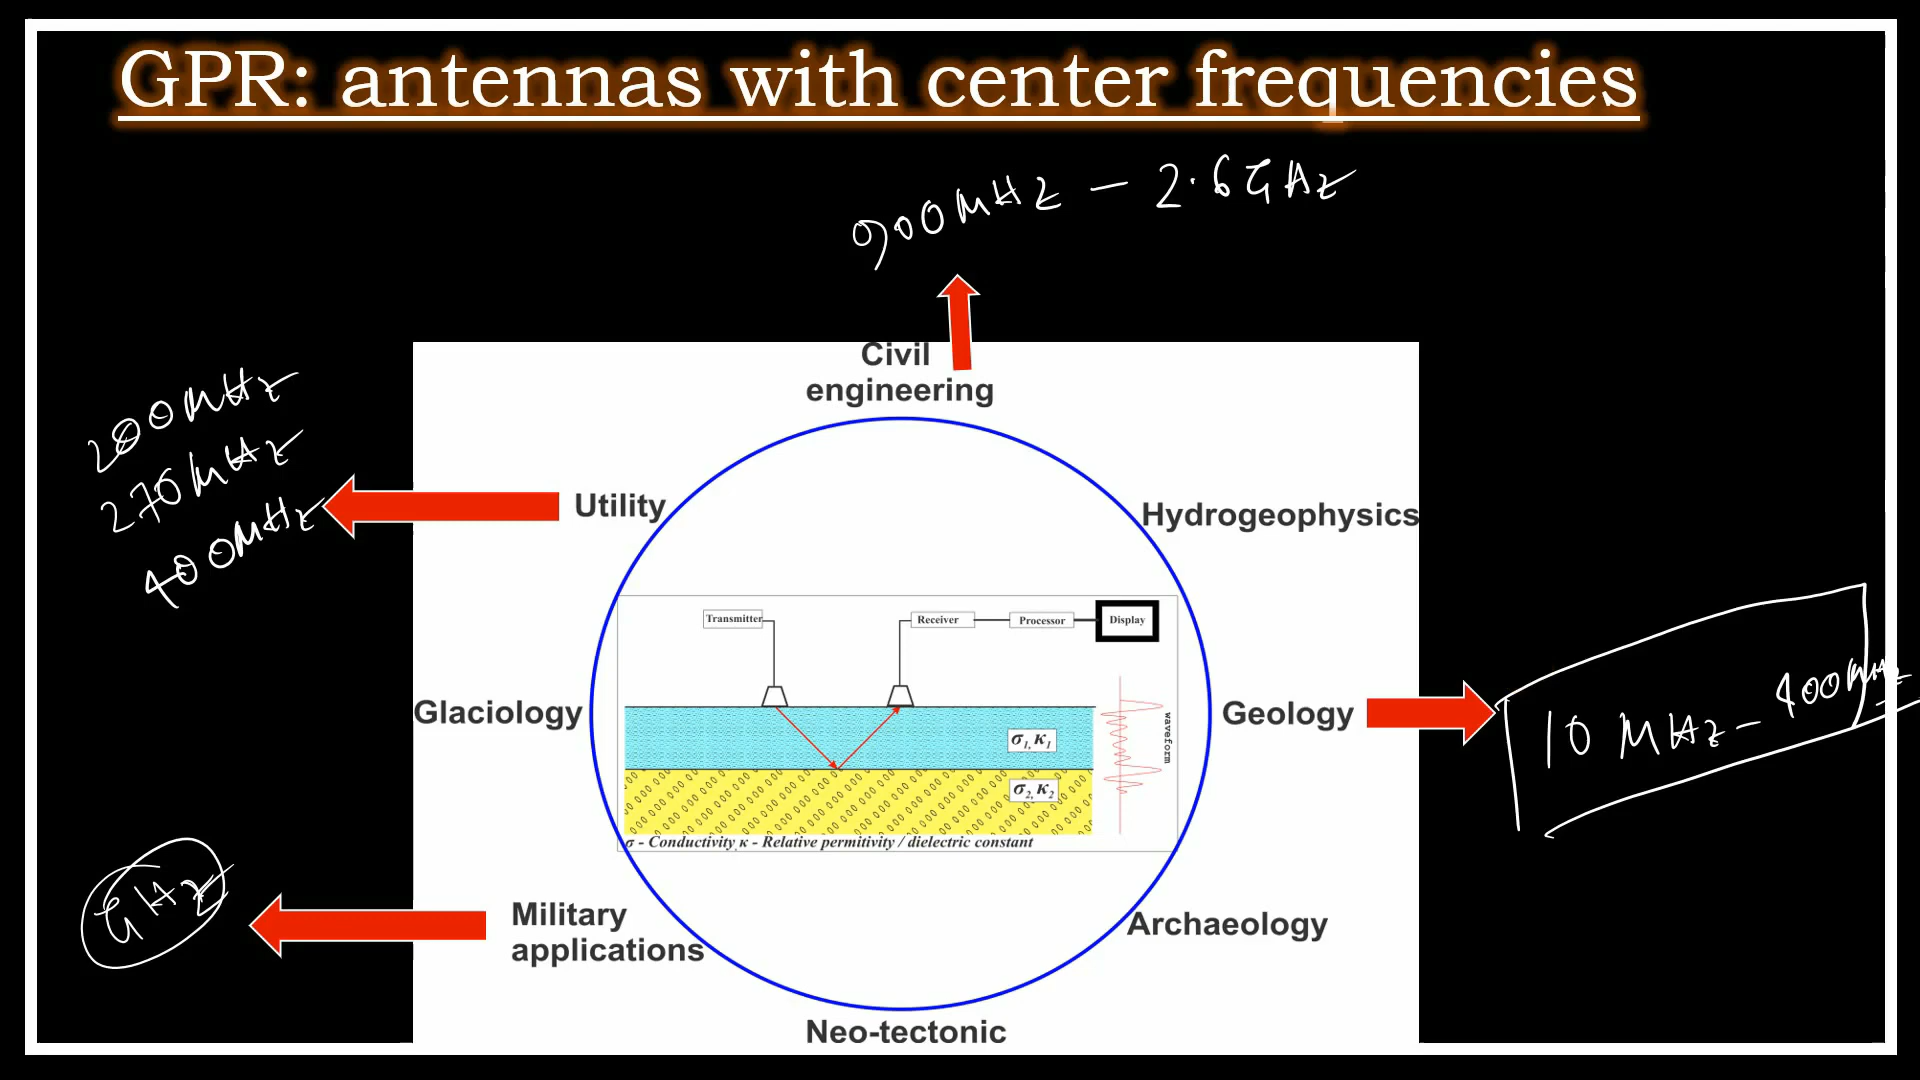 GPR: antennas with center frequencies
900MHZ - 2.6GHZ
Civil
engineering
200MHZ
270MHZ
400MHZ
Utility
Hydrogeophysics
Transmitter
Receiver
Processor
Display
Glaciology
Geology
10 MHZ - 400MHZ
waveform
σ1, κ1
σ2, κ2
σ - Conductivity κ - Relative permitivity / dielectric constant
GHZ
Military
applications
Archaeology
Neo-tectonic